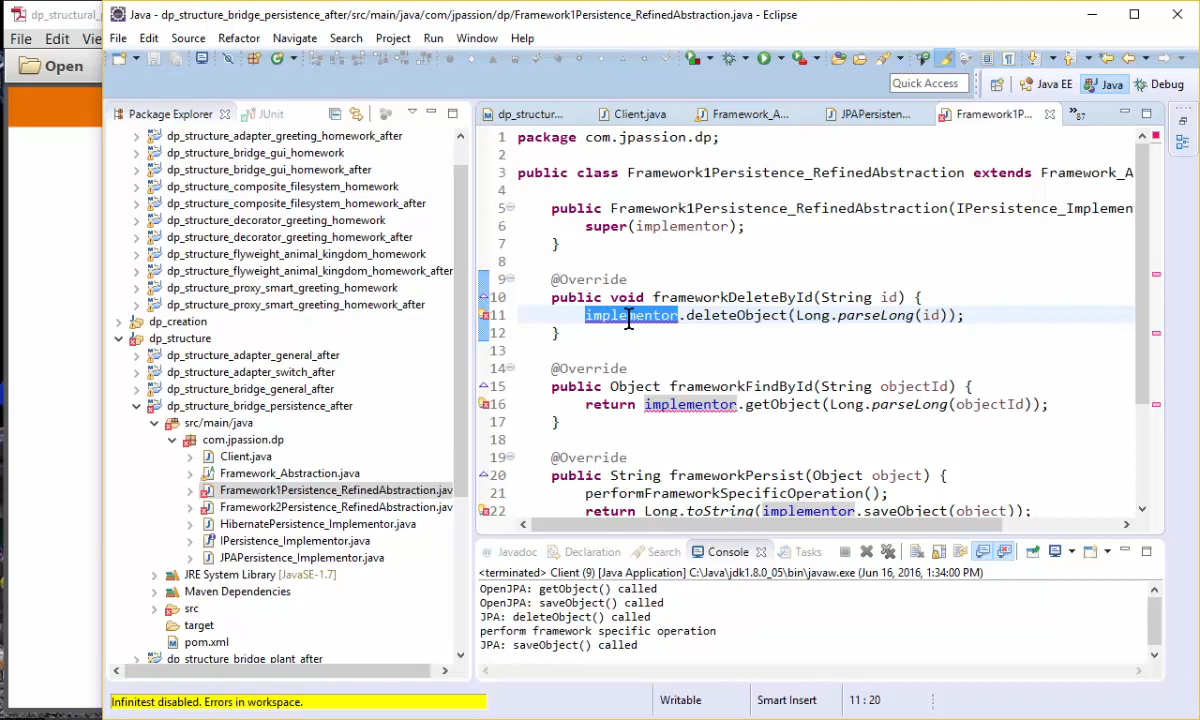 dp_structural_
File Edit View
Open
Java - dp_structure_bridge_persistence_after/src/main/java/com/jpassion/dp/Framework1Persistence_RefinedAbstraction.java - Eclipse
File Edit Source Refactor Navigate Search Project Run Window Help
Quick Access
Java EE Java Debug
Package Explorer JUnit
dp_structure_adapter_greeting_homework_after
dp_structure_bridge_gui_homework
dp_structure_bridge_gui_homework_after
dp_structure_composite_filesystem_homework
dp_structure_composite_filesystem_homework_after
dp_structure_decorator_greeting_homework
dp_structure_decorator_greeting_homework_after
dp_structure_flyweight_animal_kingdom_homework
dp_structure_flyweight_animal_kingdom_homework_after
dp_structure_proxy_smart_greeting_homework
dp_structure_proxy_smart_greeting_homework_after
dp_creation
dp_structure
dp_structure_adapter_general_after
dp_structure_adapter_switch_after
dp_structure_bridge_general_after
dp_structure_bridge_persistence_after
src/main/java
com.jpassion.dp
Client.java
Framework_Abstraction.java
Framework1Persistence_RefinedAbstraction.jav
Framework2Persistence_RefinedAbstraction.jav
HibernatePersistence_Implementor.java
IPersistence_Implementor.java
JPAPersistence_Implementor.java
JRE System Library [JavaSE-1.7]
Maven Dependencies
src
target
pom.xml
dp_structure_bridge_plant_after
dp_structur... Client.java Framework_A... JPAPersisten... Framework1P... »87
1 package com.jpassion.dp;
2
3 public class Framework1Persistence_RefinedAbstraction extends Framework_A
4
5 public Framework1Persistence_RefinedAbstraction(IPersistence_Implemen
6 super(implementor);
7 }
8
9 @Override
10 public void frameworkDeleteById(String id) {
11 implementor.deleteObject(Long.parseLong(id));
12 }
13
14 @Override
15 public Object frameworkFindById(String objectId) {
16 return implementor.getObject(Long.parseLong(objectId));
17 }
18
19 @Override
20 public String frameworkPersist(Object object) {
21 performFrameworkSpecificOperation();
22 return Long.toString(implementor.saveObject(object));
Javadoc Declaration Search Console Tasks
<terminated> Client (9) [Java Application] C:\Java\jdk1.8.0_05\bin\javaw.exe (Jun 16, 2016, 1:34:00 PM)
OpenJPA: getObject() called
OpenJPA: saveObject() called
JPA: deleteObject() called
perform framework specific operation
JPA: saveObject() called
Infinitest disabled. Errors in workspace.
Writable Smart Insert 11 : 20